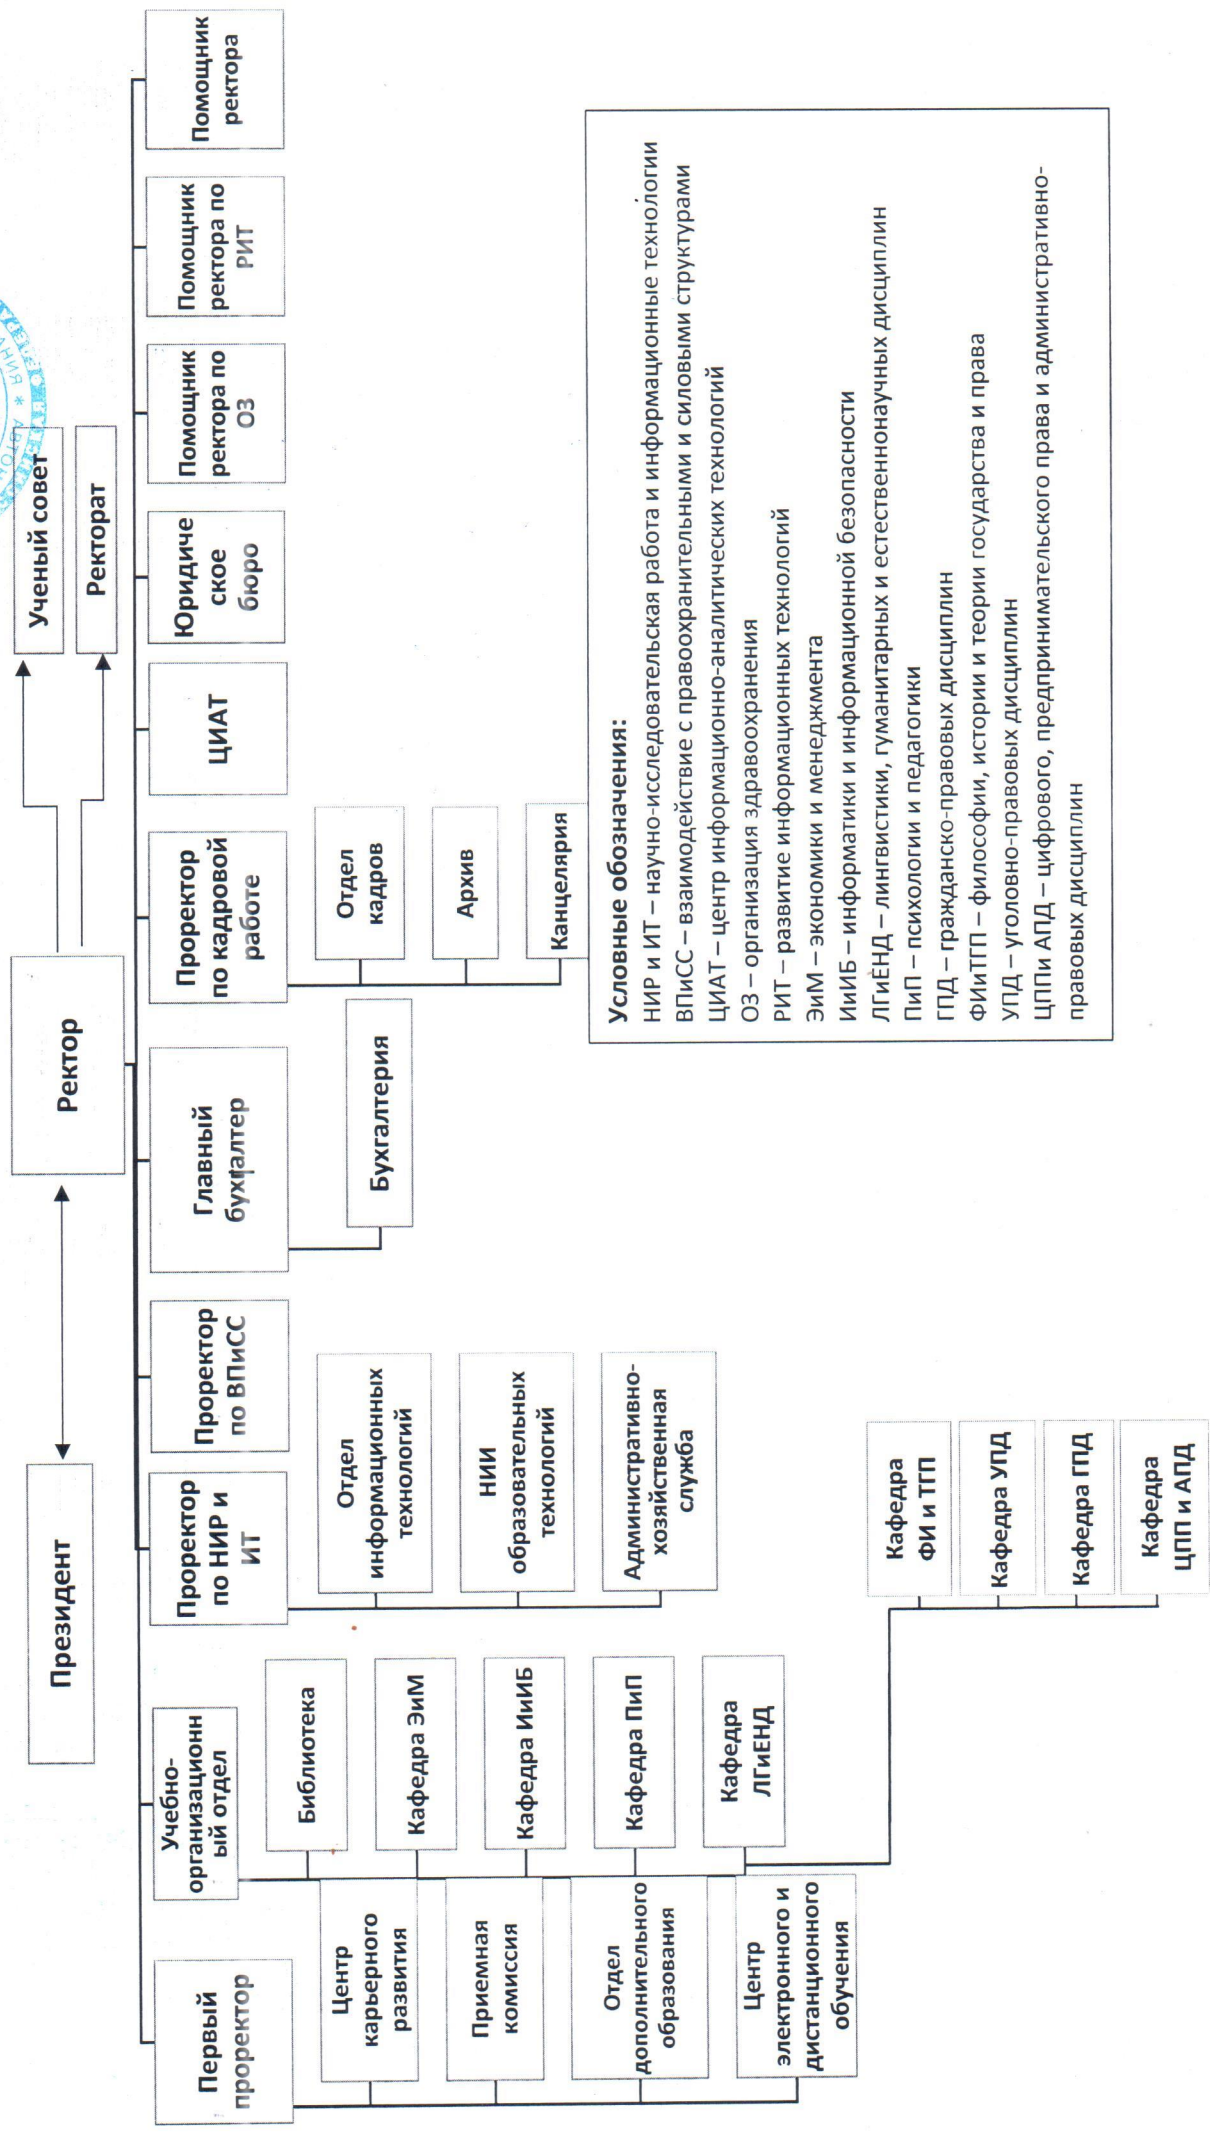 Ученый совет
Ректорат
Ректор
Президент
Первый
проректор
Учебно-
организационн
ый отдел
Проректор
по НИР и
ИТ
Проректор
по ВПиСС
Главный
бухгалтер
Проректор
по кадровой
работе
ЦИАТ
Юридиче
ское
бюро
Помощник
ректора по
ОЗ
Помощник
ректора по
РИТ
Помощник
ректора
Центр
карьерного
развития
Приемная
комиссия
Отдел
дополнительного
образования
Центр
электронного и
дистанционного
обучения
Библиотека
Кафедра ЭиМ
Кафедра ИиИБ
Кафедра ПиП
Кафедра
ЛГиЕНД
Кафедра
ФИ и ТГП
Кафедра УПД
Кафедра ГПД
Кафедра
ЦПП и АПД
Отдел
информационных
технологий
НИИ
образовательных
технологий
Административно-
хозяйственная
служба
Бухгалтерия
Отдел
кадров
Архив
Канцелярия
Условные обозначения:
НИР и ИТ – научно-исследовательская работа и информационные технологии
ВПиСС – взаимодействие с правоохранительными и силовыми структурами
ЦИАТ – центр информационно-аналитических технологий
ОЗ – организация здравоохранения
РИТ – развитие информационных технологий
ЭиМ – экономики и менеджмента
ИиИБ – информатики и информационной безопасности
ЛГиЕНД – лингвистики, гуманитарных и естественнонаучных дисциплин
ПиП – психологии и педагогики
ГПД – гражданско-правовых дисциплин
ФИиТГП – философии, истории и теории государства и права
УПД – уголовно-правовых дисциплин
ЦППи АПД – цифрового, предпринимательского права и административно-
правовых дисциплин